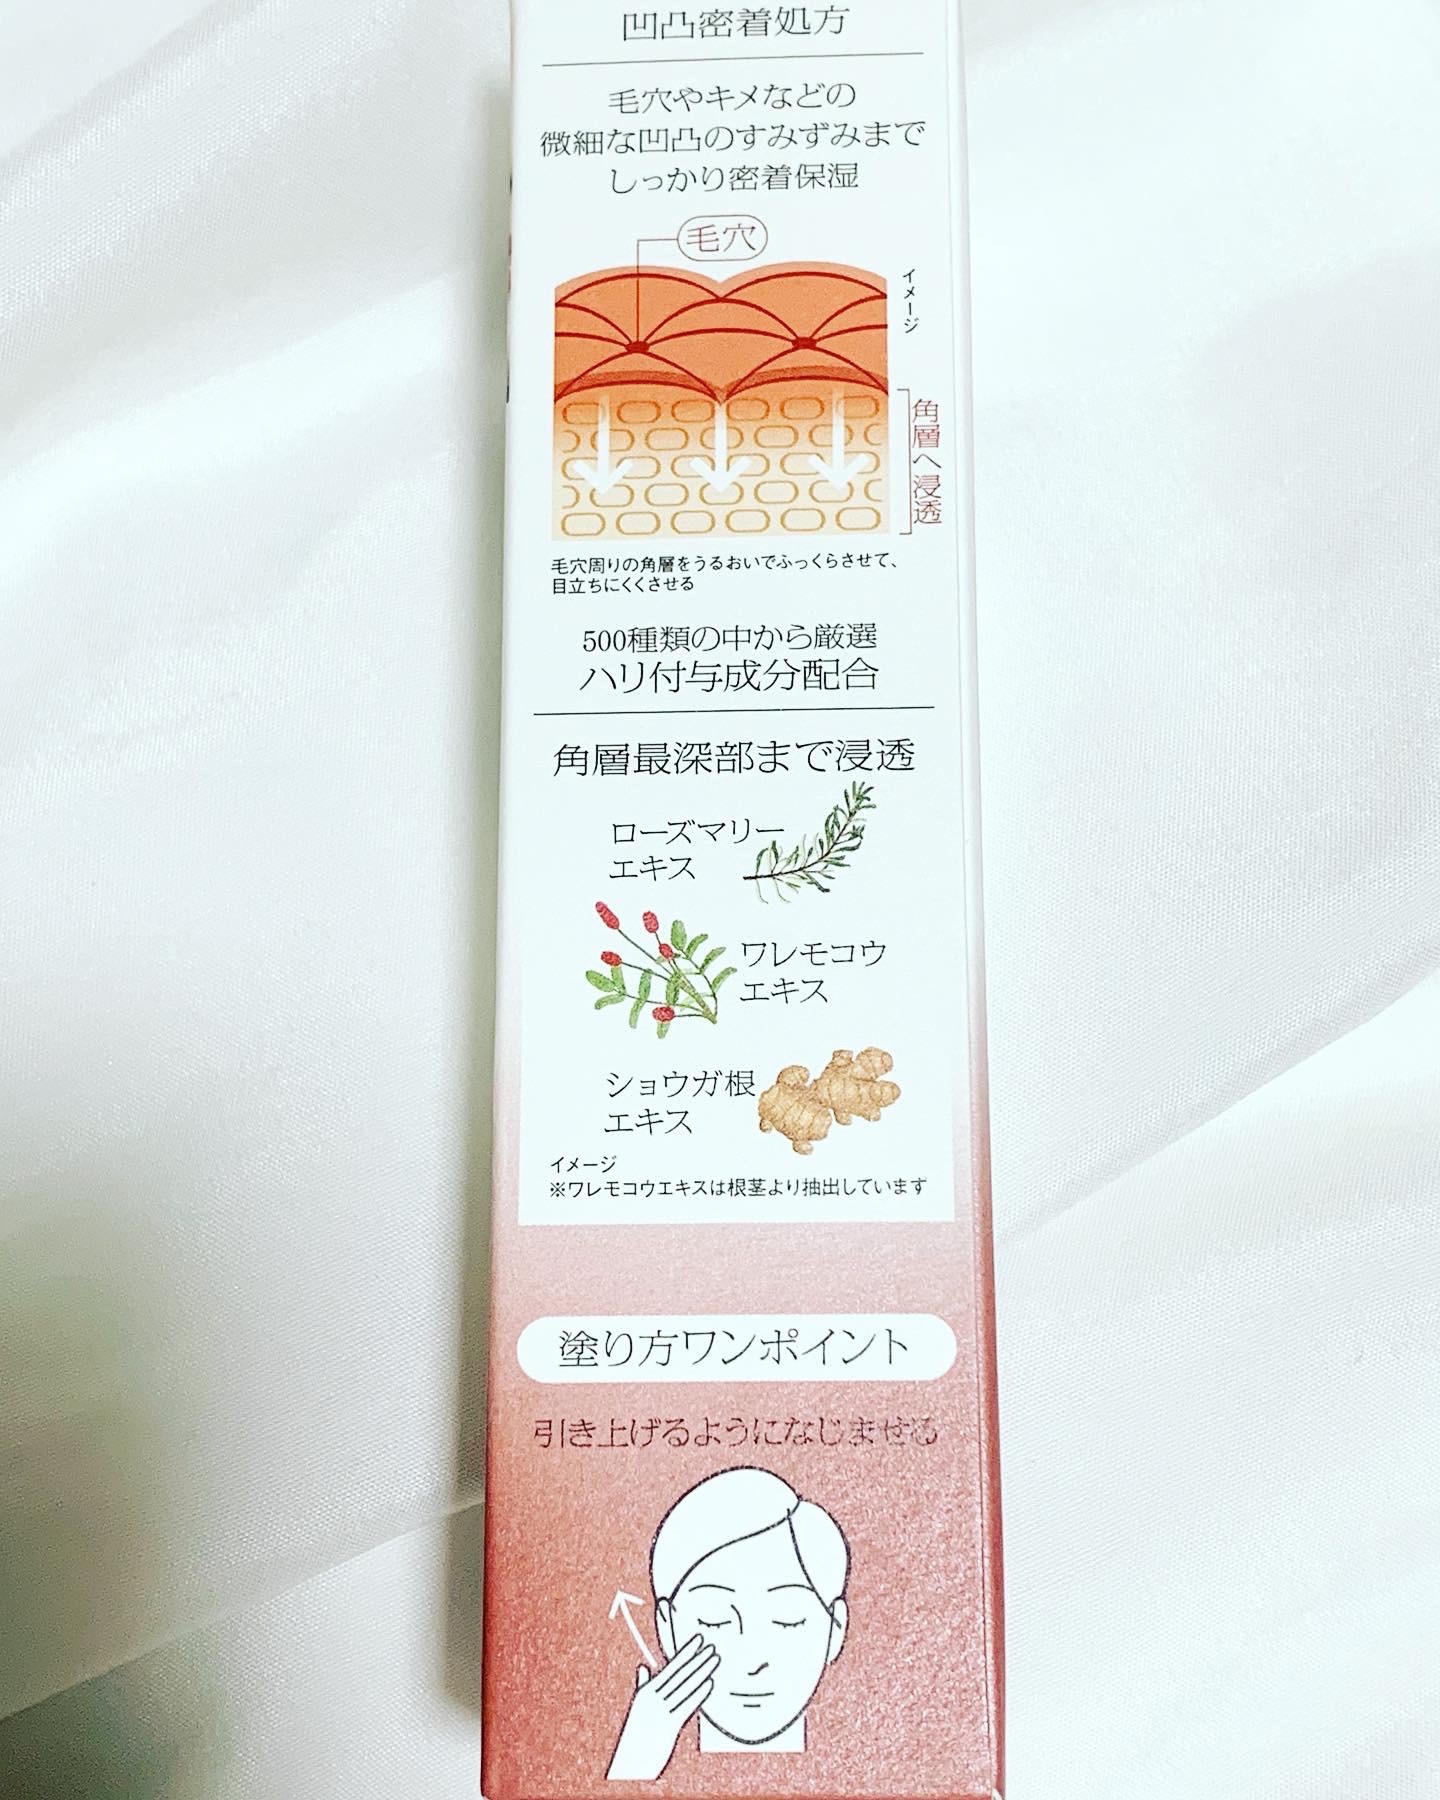 凹凸密着処方
毛穴やキメなどの
微細な凹凸のすみずみまで
しっかり密着保湿
毛穴
イメージ
角層へ浸透
毛穴周りの角層をうるおいでふっくらさせて、
目立ちにくくさせる
500種類の中から厳選
ハリ付与成分配合
角層最深部まで浸透
ローズマリー
エキス
ワレモコウ
エキス
ショウガ根
エキス
イメージ
※ワレモコウエキスは根茎より抽出しています
塗り方ワンポイント
引き上げるようになじませる